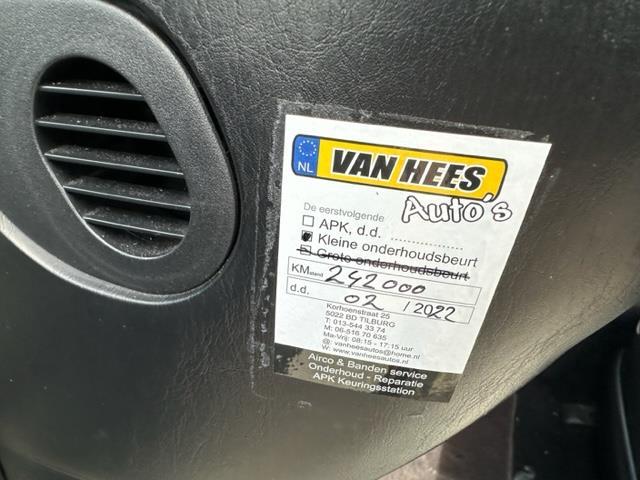 NL VAN HEES
Auto's
De eerstvolgende
APK, d.d. ....................
Kleine onderhoudsbeurt
Grote onderhoudsbeurt
KM stand 242000
d.d. 02 / 2022
Korhoenstraat 25
5022 BD TILBURG
T: 013-544 33 74
M: 06-516 70 635
Ma-Vrij: 08:15 - 17:15 uur
@: vanheesautos@home.nl
W: www.vanheesautos.nl
Airco & Banden service
Onderhoud - Reparatie
APK Keuringsstation